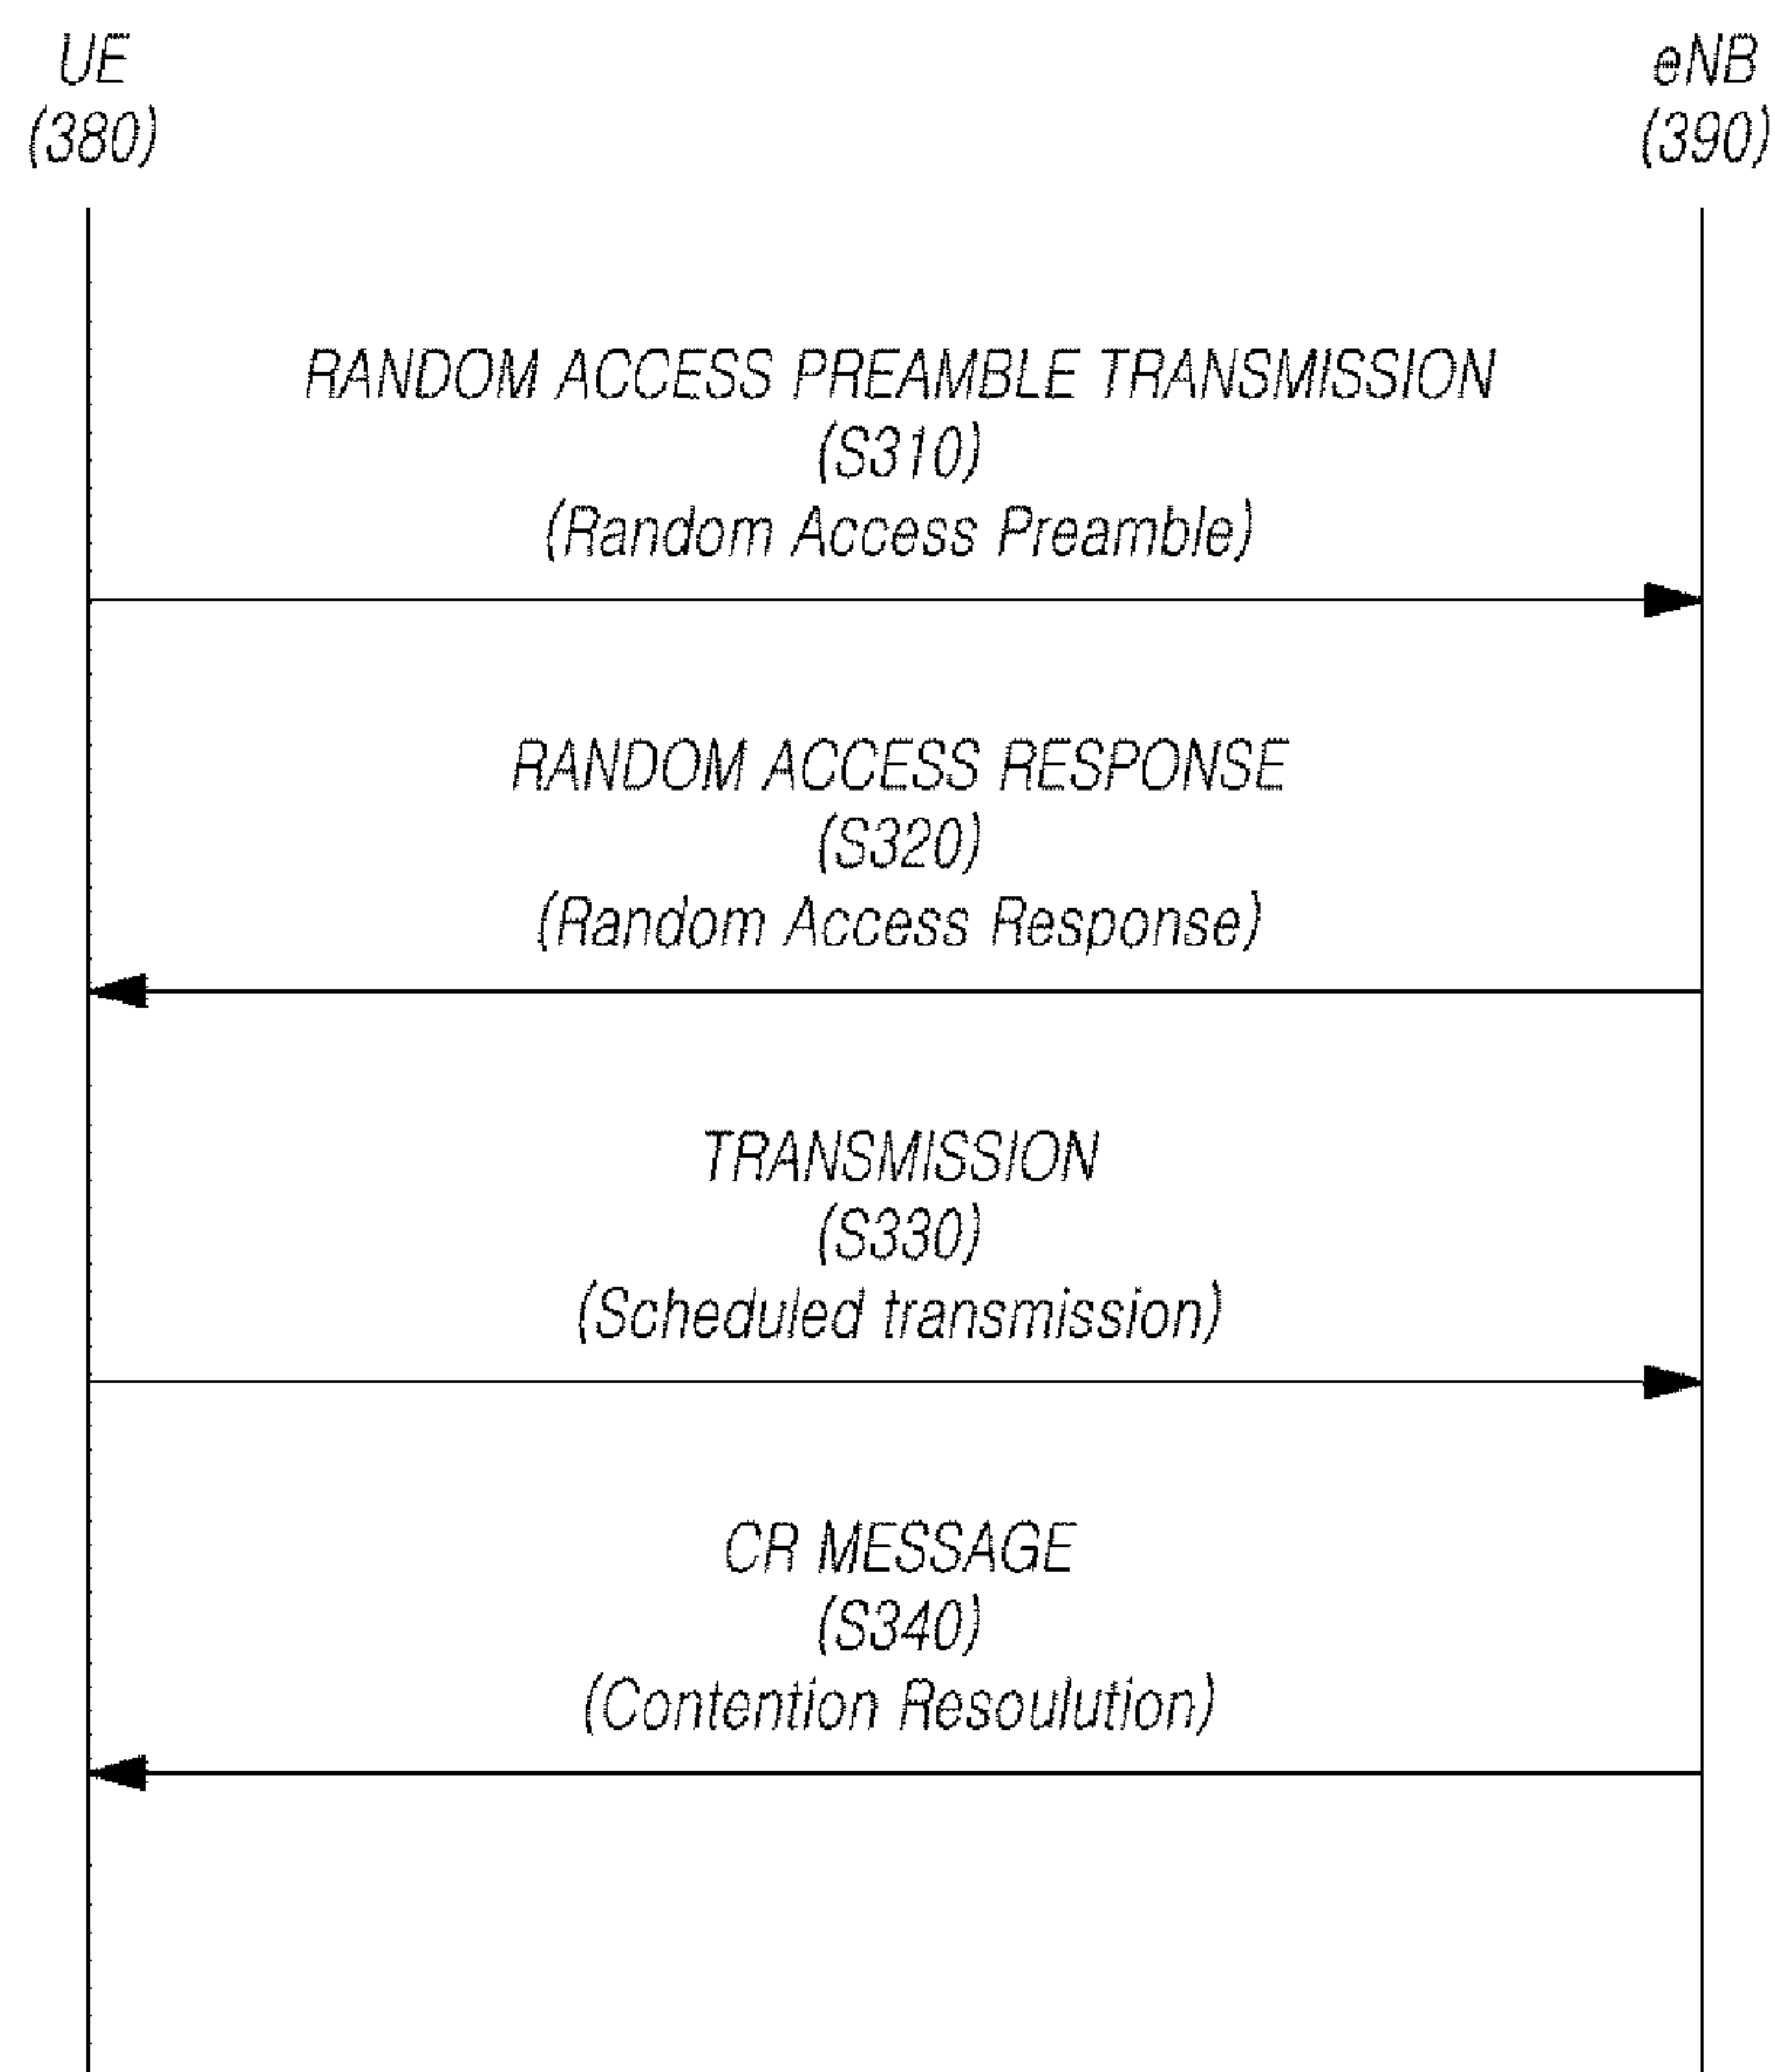 UE
(380)
eNB
(390)
RANDOM ACCESS PREAMBLE TRANSMISSION
(S310)
(Random Access Preamble)
RANDOM ACCESS RESPONSE
(S320)
(Random Access Response)
TRANSMISSION
(S330)
(Scheduled transmission)
CR MESSAGE
(S340)
(Contention Resoulution)